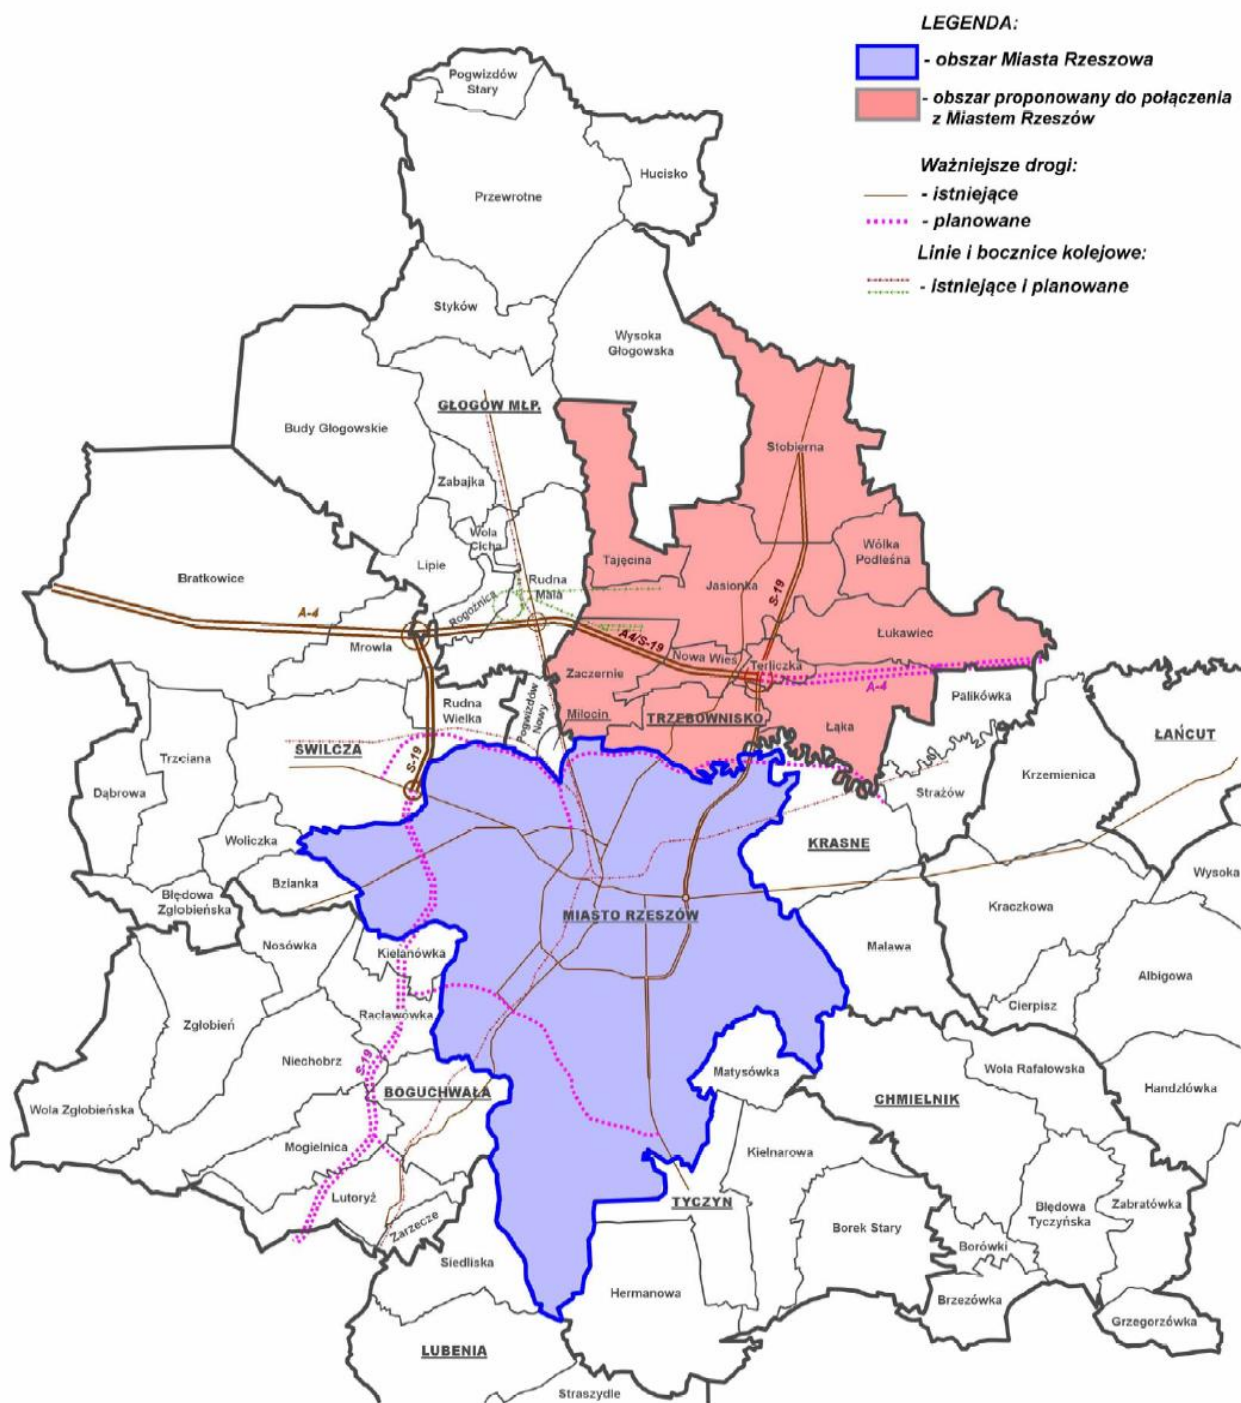 LEGENDA:
- obszar Miasta Rzeszowa
- obszar proponowany do połączenia
z Miastem Rzeszów
Ważniejsze drogi:
- istniejące
- planowane
Linie i bocznice kolejowe:
- istniejące i planowane
Pogwizdów
Stary
Hucisko
Przewrotne
Styków
Wysoka
Głogowska
GŁOGÓW MŁP.
Budy Głogowskie
Stobierna
Zabajka
Wola
Cicha
Wólka
Podleśna
Lipie
Tajęcina
Bratkowice
Rudna
Mała
Jasionka
S-19
Rogoźnica
A-4
A4/S-19
Łukawiec
Mrowla
Nowa Wieś
Terliczka
Zaczernie
A-4
Palikówka
Rudna
Wielka
Pogwizdów
Nowy
Miłocin
TRZEBOWNISKO
Łąka
ŁAŃCUT
ŚWILCZA
S-19
Trzciana
Krzemienica
Dąbrowa
Strażów
Woliczka
KRASNE
Bzianka
Wysoka
Błędowa
Zgłobieńska
MIASTO RZESZÓW
Kraczkowa
Nosówka
Kielanówka
Malawa
Albigowa
Cierpisz
Racławówka
Zgłobień
Niechobrz
S-19
Matysówka
Wola Rafałowska
BOGUCHWAŁA
Handzlówka
CHMIELNIK
Wola Zgłobieńska
Mogielnica
Kielnarowa
Lutoryż
TYCZYN
Zabratówka
Błędowa
Tyczyńska
Zarzecze
Borek Stary
Borówki
Siedliska
Hermanowa
Brzezówka
Grzegorzówka
LUBENIA
Straszydle